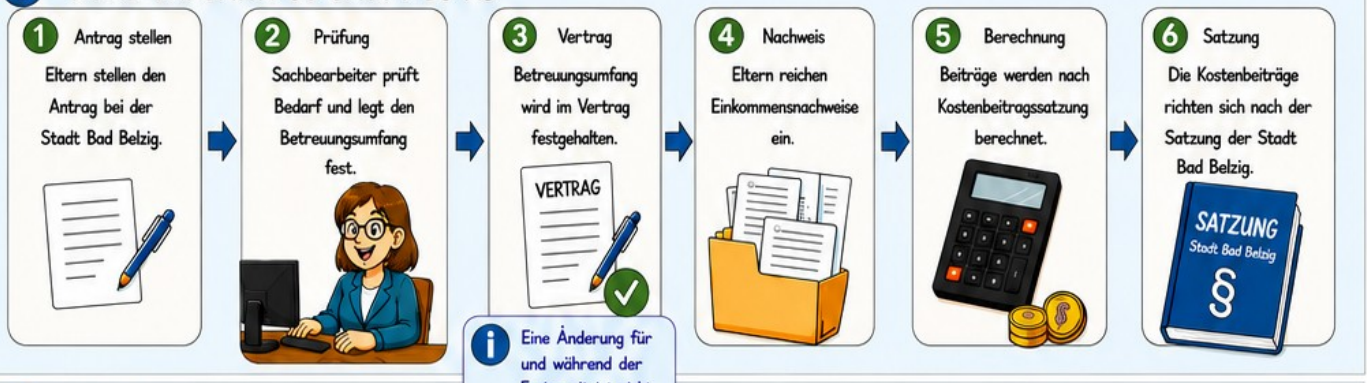 1 Antrag stellen
Eltern stellen den
Antrag bei der
Stadt Bad Belzig.
2 Prüfung
Sachbearbeiter prüft
Bedarf und legt den
Betreuungsumfang
fest.
3 Vertrag
Betreuungsumfang
wird im Vertrag
festgehalten.
VERTRAG
Eine Änderung für
und während der
4 Nachweis
Eltern reichen
Einkommensnachweise
ein.
5 Berechnung
Beiträge werden nach
Kostenbeitragssatzung
berechnet.
6 Satzung
Die Kostenbeiträge
richten sich nach der
Satzung der Stadt
Bad Belzig.
SATZUNG
Stadt Bad Belzig
§